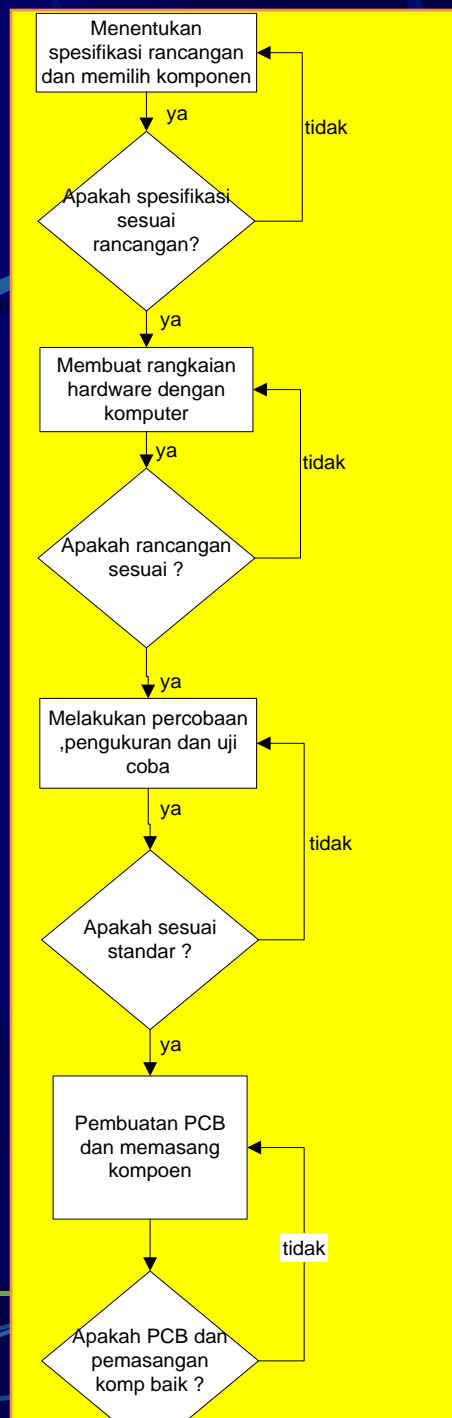 Menentukan
spesifikasi rancangan
dan memilih komponen
ya
tidak
Apakah spesifikasi
sesuai
rancangan?
ya
Membuat rangkaian
hardware dengan
komputer
ya
tidak
Apakah rancangan
sesuai ?
ya
Melakukan percobaan
,pengukuran dan uji
coba
ya
tidak
Apakah sesuai
standar ?
ya
Pembuatan PCB
dan memasang
kompoen
tidak
Apakah PCB dan
pemasangan
komp baik ?